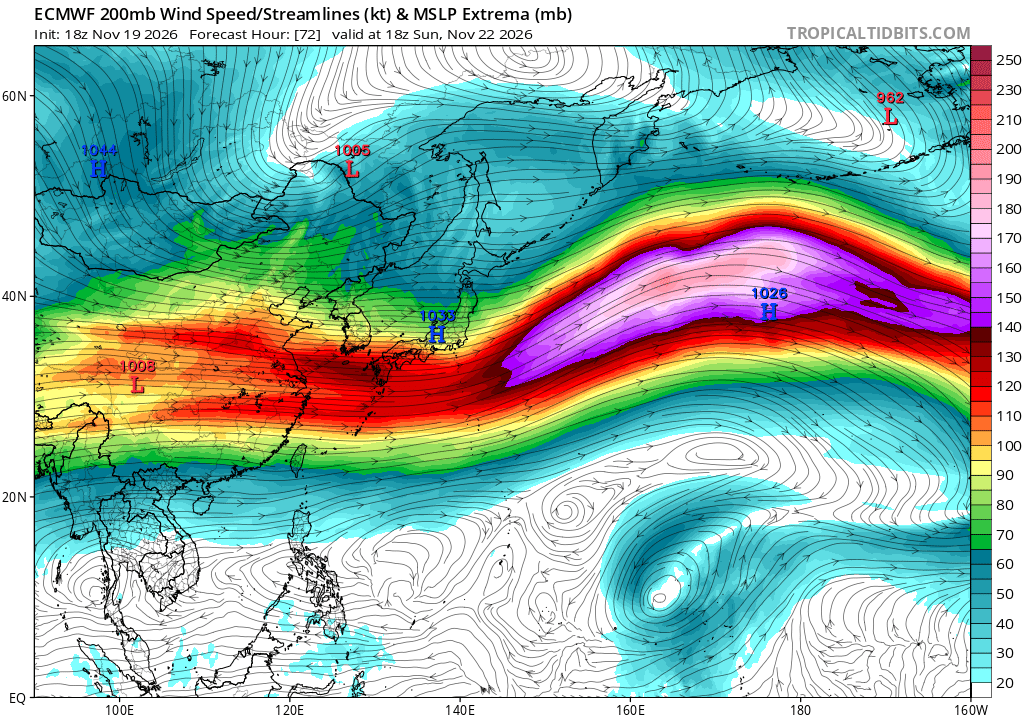 ECMWF 200mb Wind Speed/Streamlines (kt) & MSLP Extrema (mb)
Init: 18z Nov 19 2026   Forecast Hour: [72]   valid at 18z Sun, Nov 22 2026
TROPICALTIDBITS.COM
60N
40N
20N
EQ
100E
120E
140E
160E
180
160W
1044
H
1005
L
962
L
1033
H
1026
H
1008
L
250
230
210
200
190
180
170
160
150
140
130
120
110
100
90
80
70
60
50
40
30
20